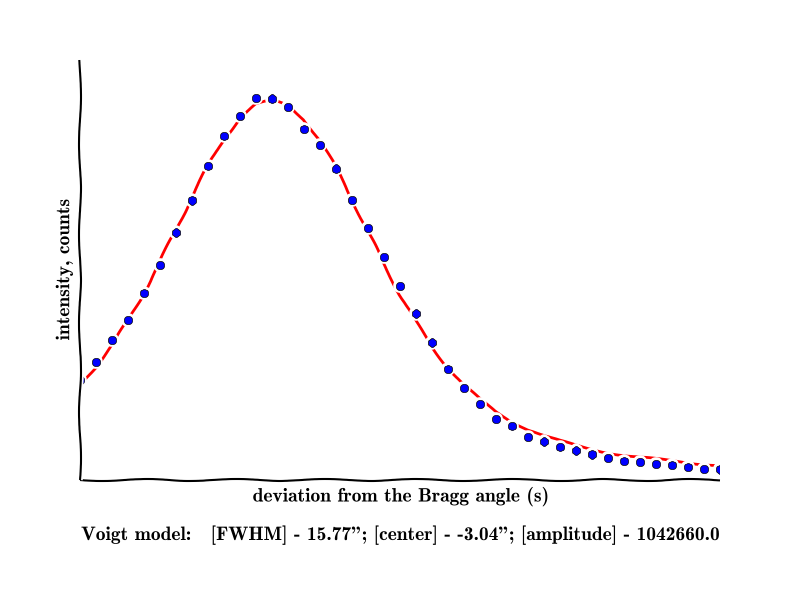 intensity, counts
deviation from the Bragg angle (s)
Voigt model: [FWHM] - 15.77”; [center] - -3.04”; [amplitude] - 1042660.0